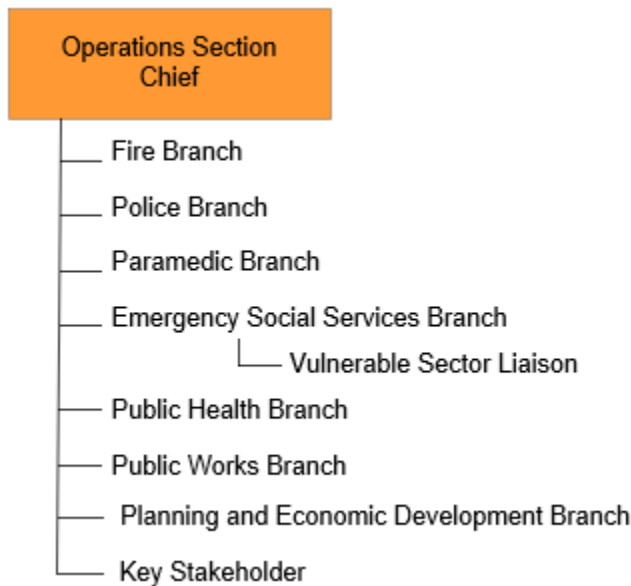 Operations Section
Chief
Fire Branch
Police Branch
Paramedic Branch
Emergency Social Services Branch
Vulnerable Sector Liaison
Public Health Branch
Public Works Branch
Planning and Economic Development Branch
Key Stakeholder